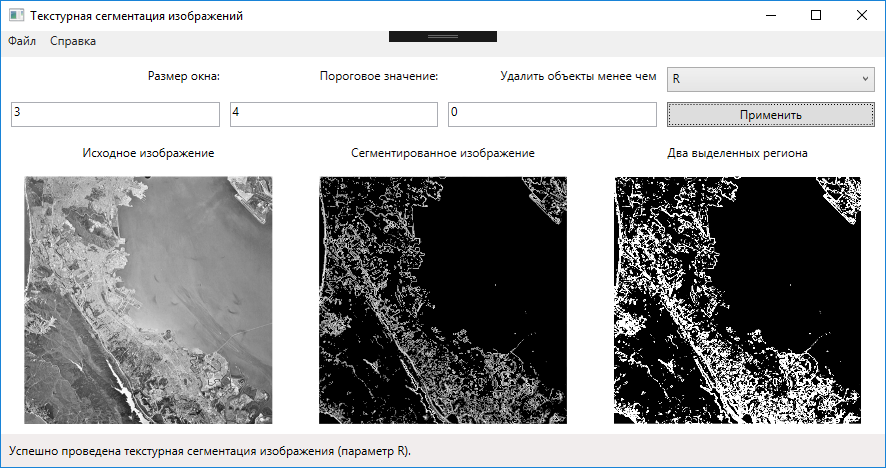 Текстурная сегментация изображений
Файл Справка
Размер окна: Пороговое значение: Удалить объекты менее чем R
3 4 0 Применить
Исходное изображение Сегментированное изображение Два выделенных региона
Успешно проведена текстурная сегментация изображения (параметр R).